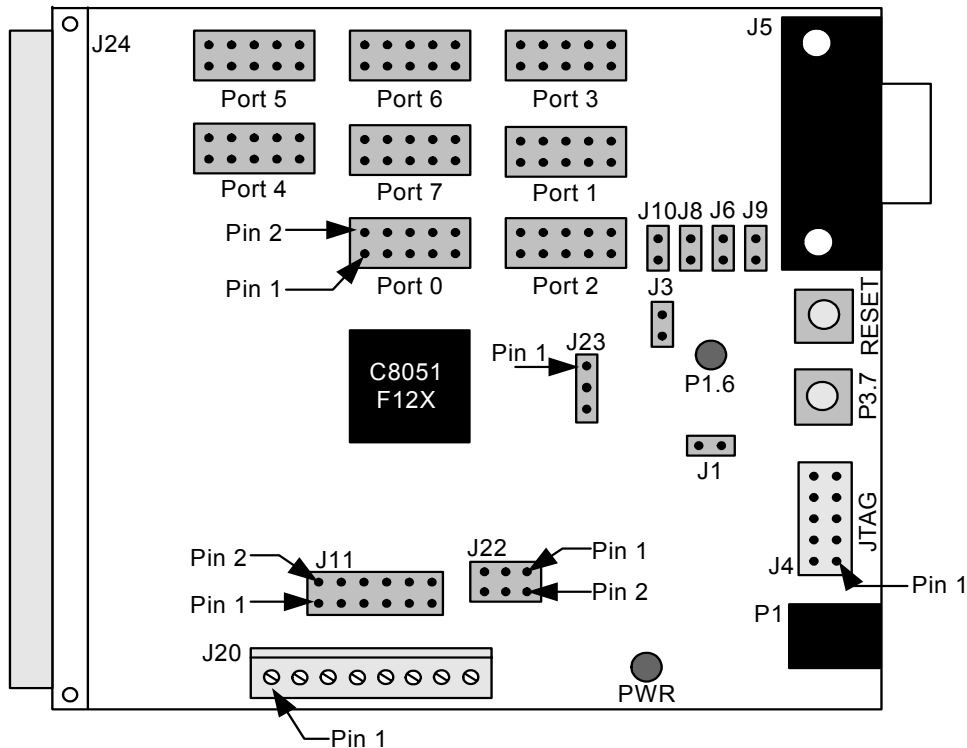 J24
J5
Port 5
Port 6
Port 3
Port 4
Port 7
Port 1
J10
J8
J6
J9
Pin 2
Pin 1
Port 0
Port 2
J3
RESET
J23
Pin 1
C8051
F12X
P1.6
P3.7
J1
JTAG
J4
Pin 1
Pin 2
J11
Pin 1
J22
Pin 1
Pin 2
P1
J20
PWR
Pin 1